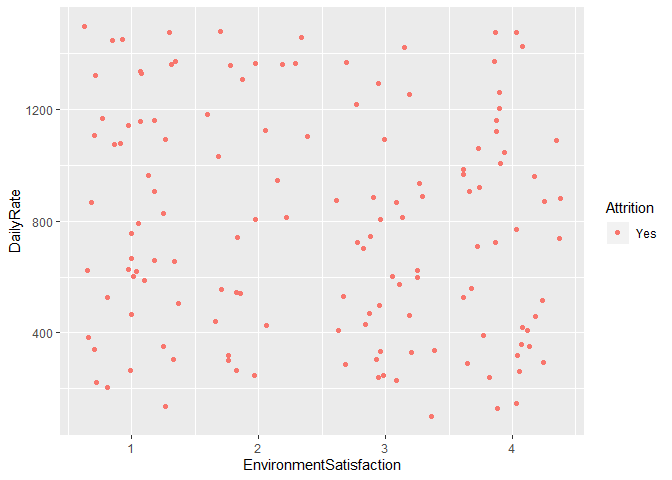 1200
800
400
DailyRate
1 2 3 4
EnvironmentSatisfaction
Attrition
Yes